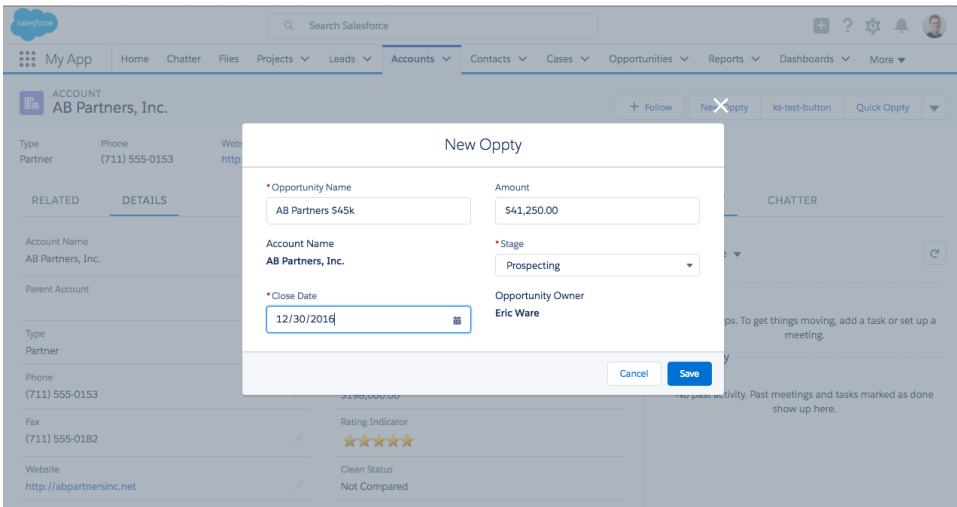 salesforce
Search Salesforce
My App Home Chatter Files Projects Leads Accounts Contacts Cases Opportunities Reports Dashboards More
ACCOUNT
AB Partners, Inc.
+ Follow New Oppty ks-test-button Quick Oppty
Type Phone
Partner (711) 555-0153 http:
New Oppty
RELATED DETAILS
CHATTER
*Opportunity Name
AB Partners $45k
Amount
$41,250.00
Account Name
AB Partners, Inc.
*Stage
Prospecting
*Close Date
12/30/2016
Opportunity Owner
Eric Ware
Cancel Save
Account Name
AB Partners, Inc.
Parent Account
Type
Partner
Phone
(711) 555-0153
$198,000.00
Fax
(711) 555-0182
Rating Indicator
Website
http://abpartnersinc.net
Clean Status
Not Compared
To get things moving, add a task or set up a
meeting.
No past activity. Past meetings and tasks marked as done
show up here.